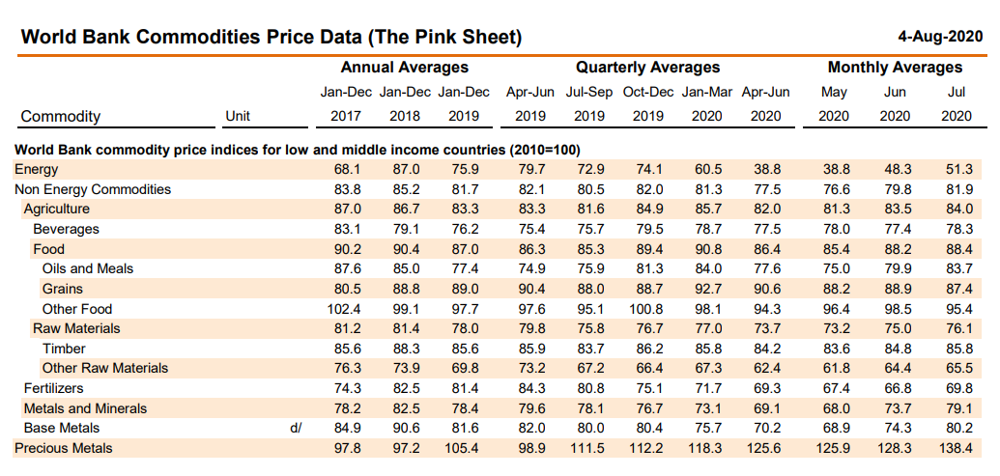 World Bank Commodities Price Data (The Pink Sheet) 4-Aug-2020
Annual Averages Quarterly Averages Monthly Averages
Jan-Dec Jan-Dec Jan-Dec Apr-Jun Jul-Sep Oct-Dec Jan-Mar Apr-Jun May Jun Jul
Commodity Unit 2017 2018 2019 2019 2019 2019 2020 2020 2020 2020 2020
World Bank commodity price indices for low and middle income countries (2010=100)
Energy 68.1 87.0 75.9 79.7 72.9 74.1 60.5 38.8 38.8 48.3 51.3
Non Energy Commodities 83.8 85.2 81.7 82.1 80.5 82.0 81.3 77.5 76.6 79.8 81.9
Agriculture 87.0 86.7 83.3 83.3 81.6 84.9 85.7 82.0 81.3 83.5 84.0
Beverages 83.1 79.1 76.2 75.4 75.7 79.5 78.7 77.5 78.0 77.4 78.3
Food 90.2 90.4 87.0 86.3 85.3 89.4 90.8 86.4 85.4 88.2 88.4
Oils and Meals 87.6 85.0 77.4 74.9 75.9 81.3 84.0 77.6 75.0 79.9 83.7
Grains 80.5 88.8 89.0 90.4 88.0 88.7 92.7 90.6 88.2 88.9 87.4
Other Food 102.4 99.1 97.7 97.6 95.1 100.8 98.1 94.3 96.4 98.5 95.4
Raw Materials 81.2 81.4 78.0 79.8 75.8 76.7 77.0 73.7 73.2 75.0 76.1
Timber 85.6 88.3 85.6 85.9 83.7 86.2 85.8 84.2 83.6 84.8 85.8
Other Raw Materials 76.3 73.9 69.8 73.2 67.2 66.4 67.3 62.4 61.8 64.4 65.5
Fertilizers 74.3 82.5 81.4 84.3 80.8 75.1 71.7 69.3 67.4 66.8 69.8
Metals and Minerals 78.2 82.5 78.4 79.6 78.1 76.7 73.1 69.1 68.0 73.7 79.1
Base Metals d/ 84.9 90.6 81.6 82.0 80.0 80.4 75.7 70.2 68.9 74.3 80.2
Precious Metals 97.8 97.2 105.4 98.9 111.5 112.2 118.3 125.6 125.9 128.3 138.4